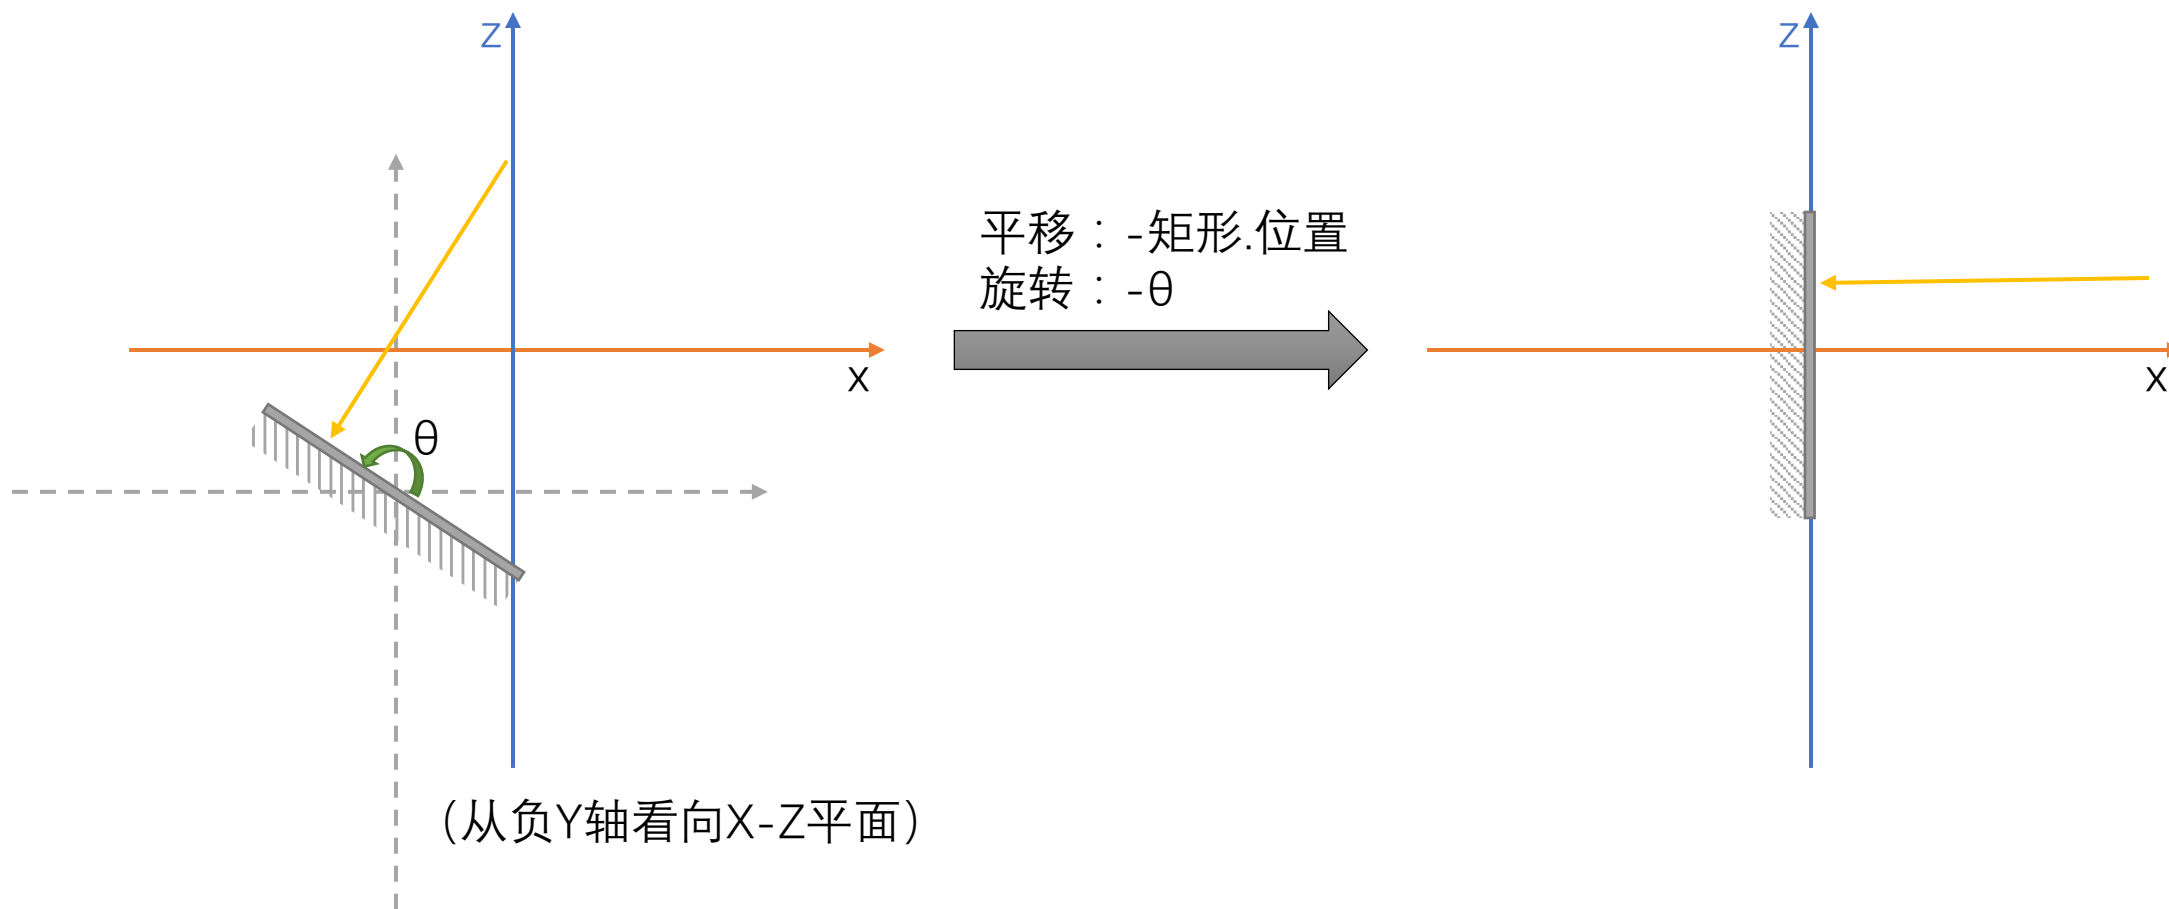 Z
X
θ
(从负Y轴看向X-Z平面)
平移：-矩形.位置
旋转：-θ
Z
X